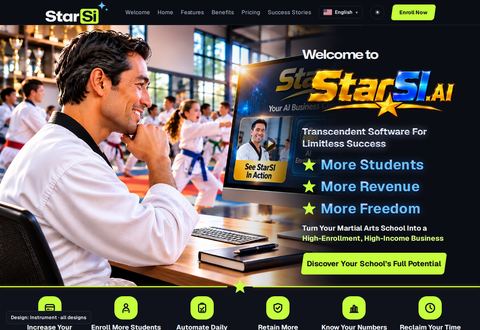 StarSi
Welcome
Home
Features
Benefits
Pricing
Success Stories
English
Enroll Now
Welcome to
StarSI.AI
Star
Your AI Business
See StarSI
In Action
Transcendent Software For
Limitless Success
More Students
More Revenue
More Freedom
Turn Your Martial Arts School Into a
High-Enrollment, High-Income Business
Discover Your School's Full Potential
Design: Instrument · all designs
Increase Your
Enroll More Students
Automate Daily
Retain More
Know Your Numbers
Reclaim Your Time